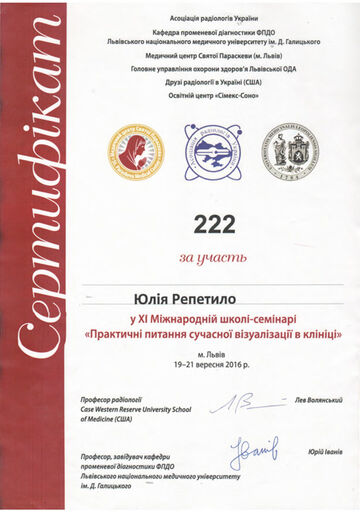 Сертифікат
Асоціація радіологів України
Кафедра променевої діагностики ФПДО
Львівського національного медичного університету ім. Д. Галицького
Медичний центр Святої Параскеви (м. Львів)
Головне управління охорони здоров'я Львівської ОДА
Друзі радіології в Україні (США)
Освітній центр «Сімекс-Соно»
222
за участь
Юлія Репетило
у XI Міжнародній школі-семінарі
«Практичні питання сучасної візуалізації в клініці»
м. Львів
19–21 вересня 2016 р.
Професор радіології
Case Western Reserve University School
of Medicine (США)
Лев Волянський
Професор, завідувач кафедри
променевої діагностики ФПДО
Львівського національного медичного університету
ім. Д. Галицького
Юрій Іванів